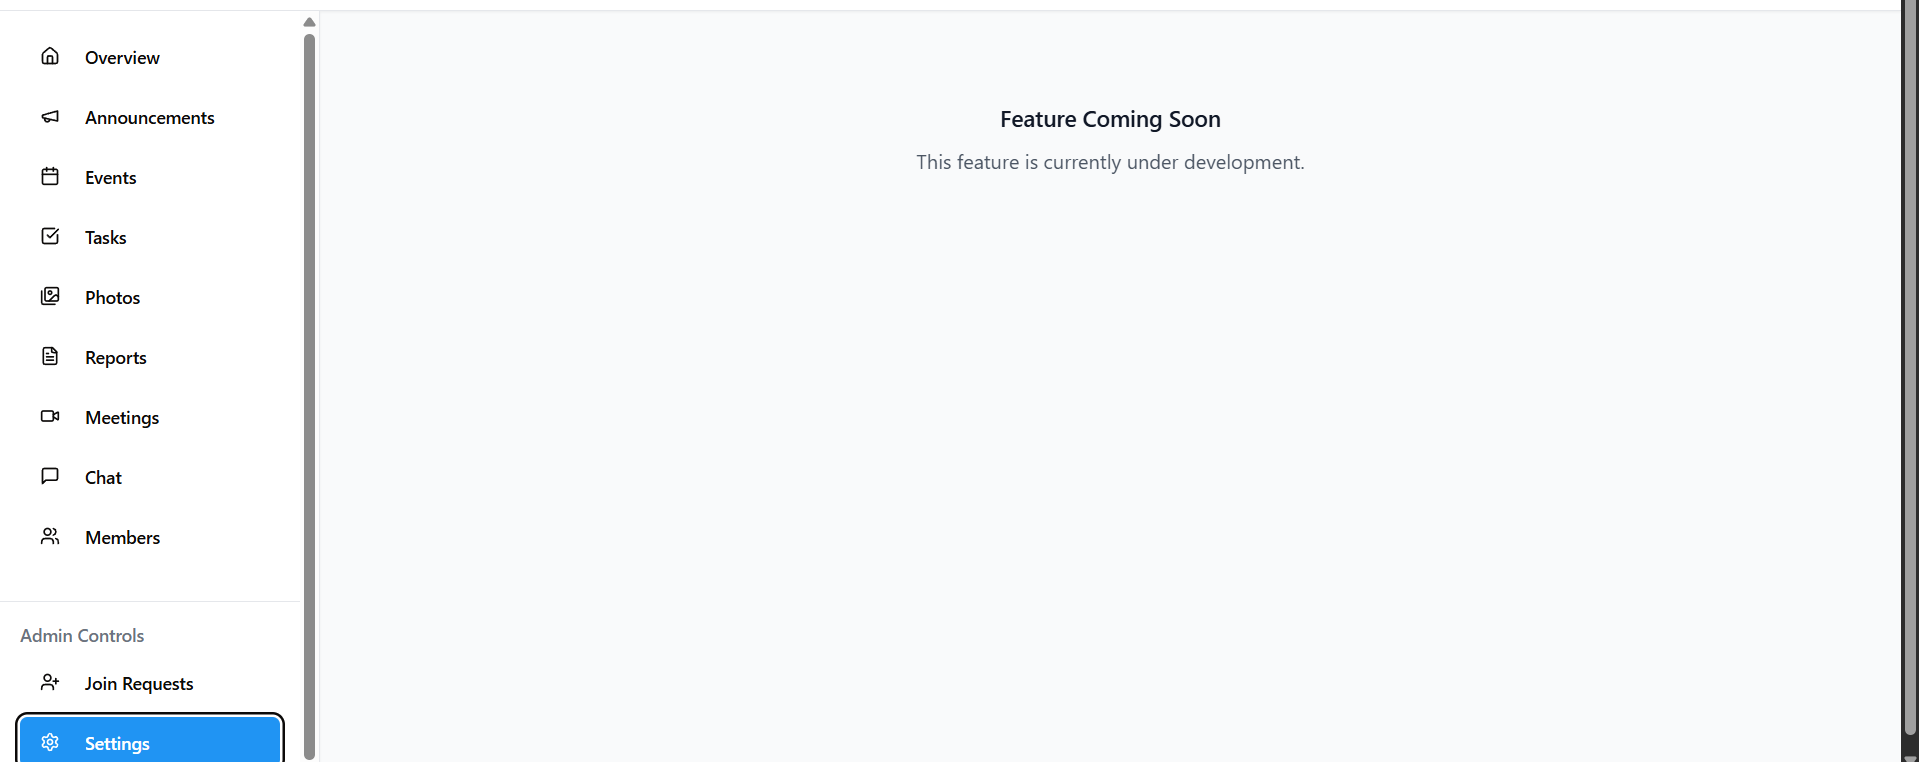 Overview
Announcements
Events
Tasks
Photos
Reports
Meetings
Chat
Members
Admin Controls
Join Requests
Settings
Feature Coming Soon
This feature is currently under development.